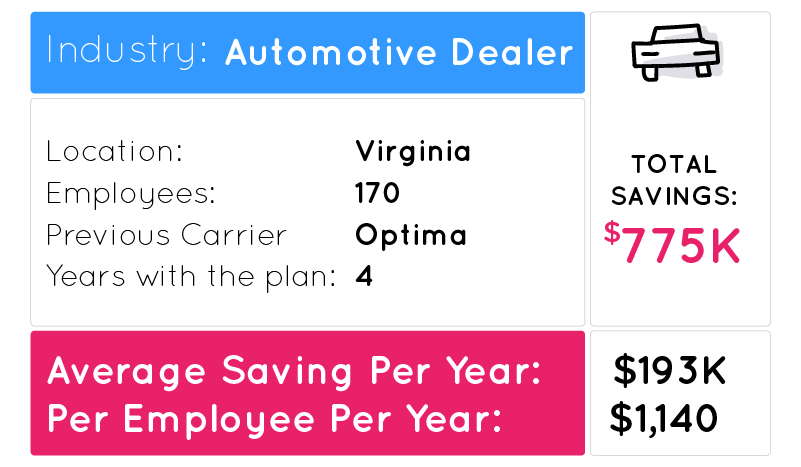 Industry: Automotive Dealer
Location: Virginia
Employees: 170
Previous Carrier Optima
Years with the plan: 4
TOTAL
SAVINGS:
$775K
Average Saving Per Year: $193K
Per Employee Per Year: $1,140